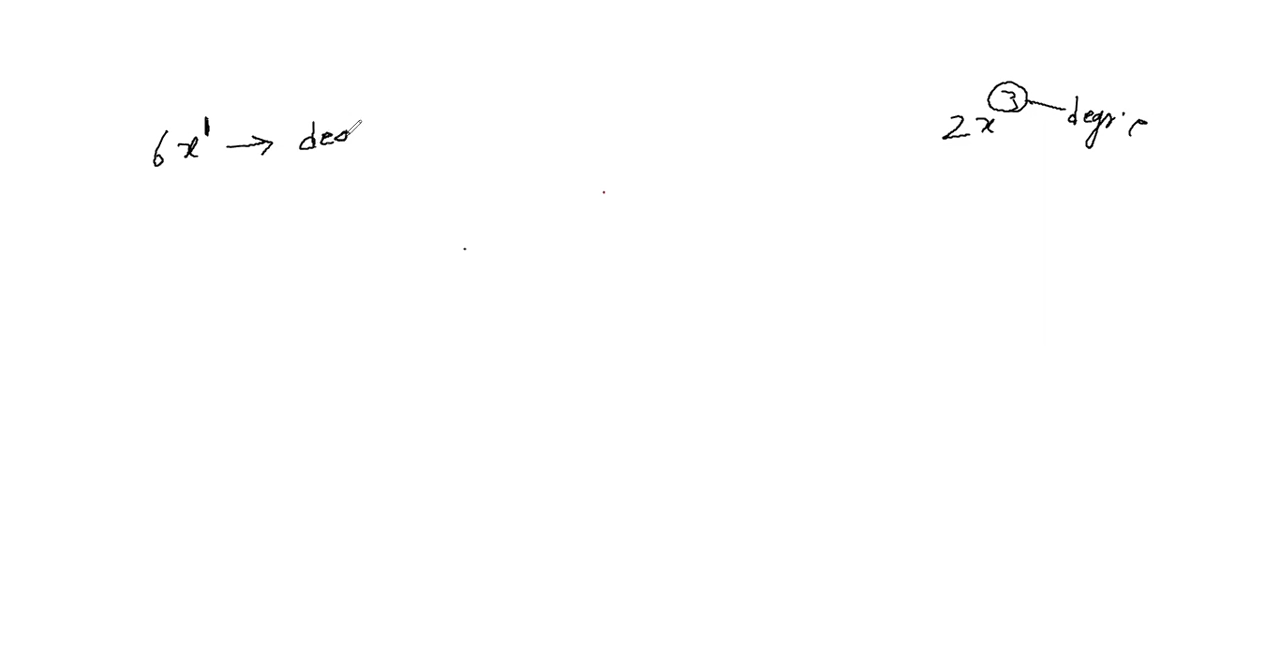 6x¹ → deg
2x³ — degree